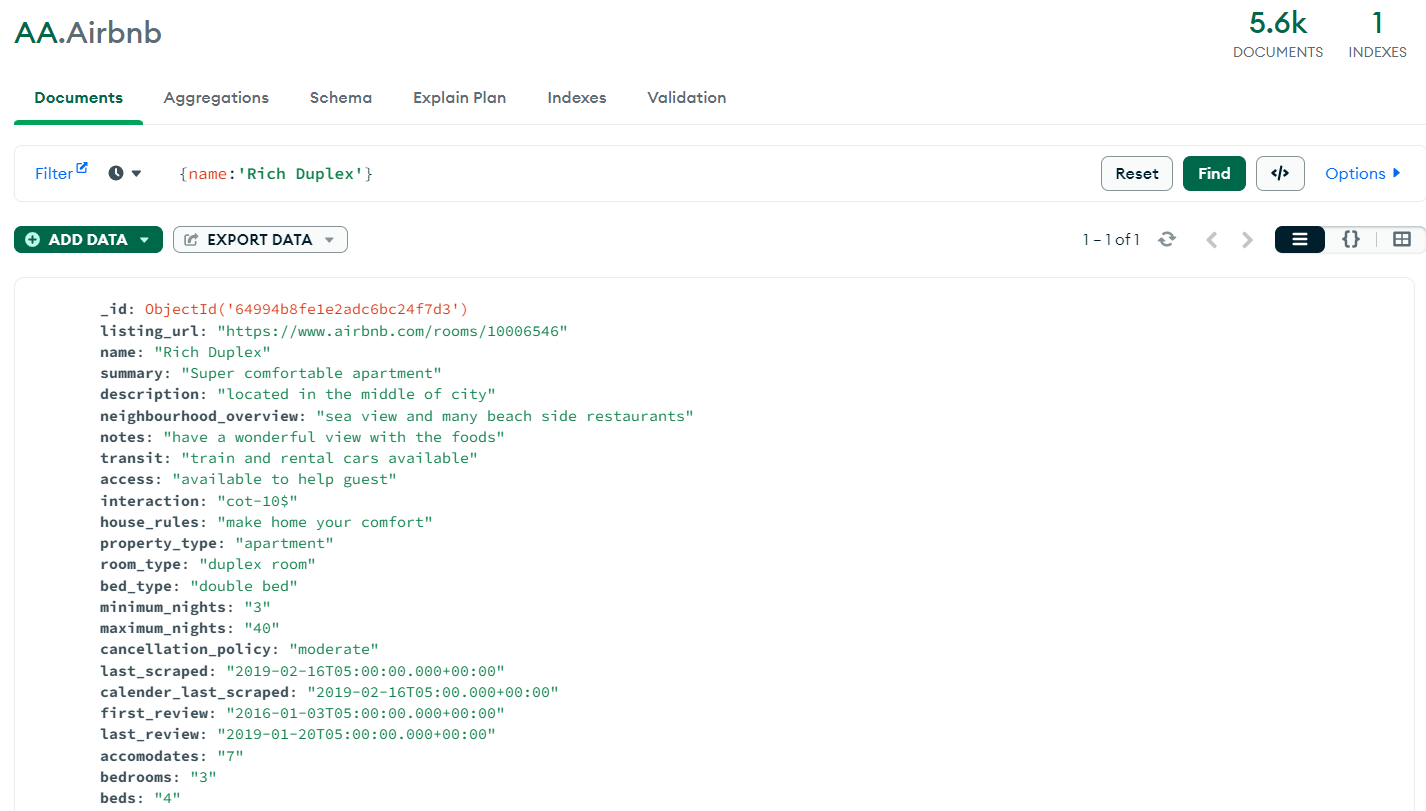 AA.Airbnb
5.6k 1
DOCUMENTS INDEXES
Documents Aggregations Schema Explain Plan Indexes Validation
Filter {name:'Rich Duplex'} Reset Find </> Options
ADD DATA EXPORT DATA 1 – 1 of 1 {}
_id: ObjectId('64994b8fe1e2adc6bc24f7d3')
listing_url: "https://www.airbnb.com/rooms/10006546"
name: "Rich Duplex"
summary: "Super comfortable apartment"
description: "located in the middle of city"
neighbourhood_overview: "sea view and many beach side restaurants"
notes: "have a wonderful view with the foods"
transit: "train and rental cars available"
access: "available to help guest"
interaction: "cot-10$"
house_rules: "make home your comfort"
property_type: "apartment"
room_type: "duplex room"
bed_type: "double bed"
minimum_nights: "3"
maximum_nights: "40"
cancellation_policy: "moderate"
last_scraped: "2019-02-16T05:00:00.000+00:00"
calender_last_scraped: "2019-02-16T05:00.000+00:00"
first_review: "2016-01-03T05:00:00.000+00:00"
last_review: "2019-01-20T05:00:00.000+00:00"
accomodates: "7"
bedrooms: "3"
beds: "4"